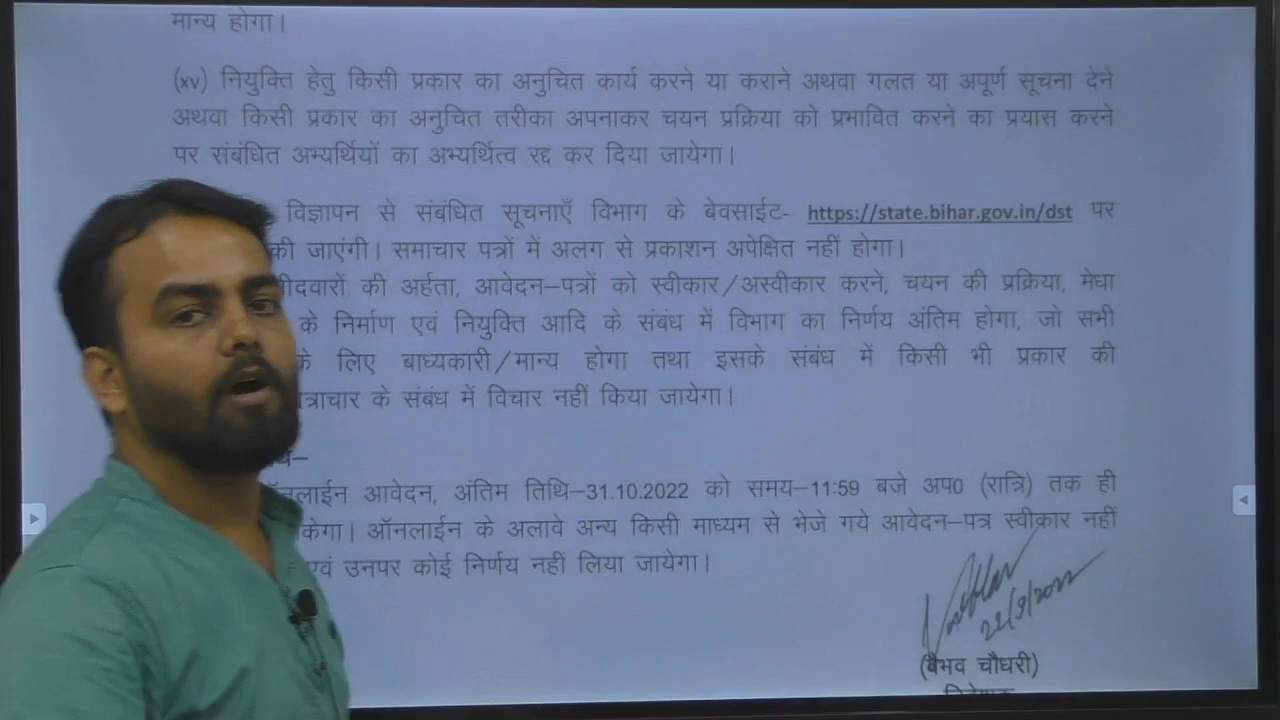 मान्य होगा।
(xv) नियुक्ति हेतु किसी प्रकार का अनुचित कार्य करने या कराने अथवा गलत या अपूर्ण सूचना देने
अथवा किसी प्रकार का अनुचित तरीका अपनाकर चयन प्रक्रिया को प्रभावित करने का प्रयास करने
पर संबंधित अभ्यर्थियों का अभ्यर्थित्व रद्द कर दिया जायेगा।
विज्ञापन से संबंधित सूचनाएँ विभाग के बेवसाईट- https://state.bihar.gov.in/dst पर
की जाएंगी। समाचार पत्रों में अलग से प्रकाशन अपेक्षित नहीं होगा।
की अर्हता, आवेदन–पत्रों को स्वीकार/अस्वीकार करने, चयन की प्रक्रिया, मेघा
के निर्माण एवं नियुक्ति आदि के संबंध में विभाग का निर्णय अंतिम होगा, जो सभी
के लिए बाध्यकारी/मान्य होगा तथा इसके संबंध में किसी भी प्रकार की
के संबंध में विचार नहीं किया जायेगा।
आवेदन, अंतिम तिथि–31.10.2022 को समय–11:59 बजे अप0 (रात्रि) तक ही
ऑनलाईन के अलावे अन्य किसी माध्यम से भेजे गये आवेदन–पत्र स्वीकार नहीं
एवं उनपर कोई निर्णय नहीं लिया जायेगा।
22/9/2022
(वैभव चौधरी)